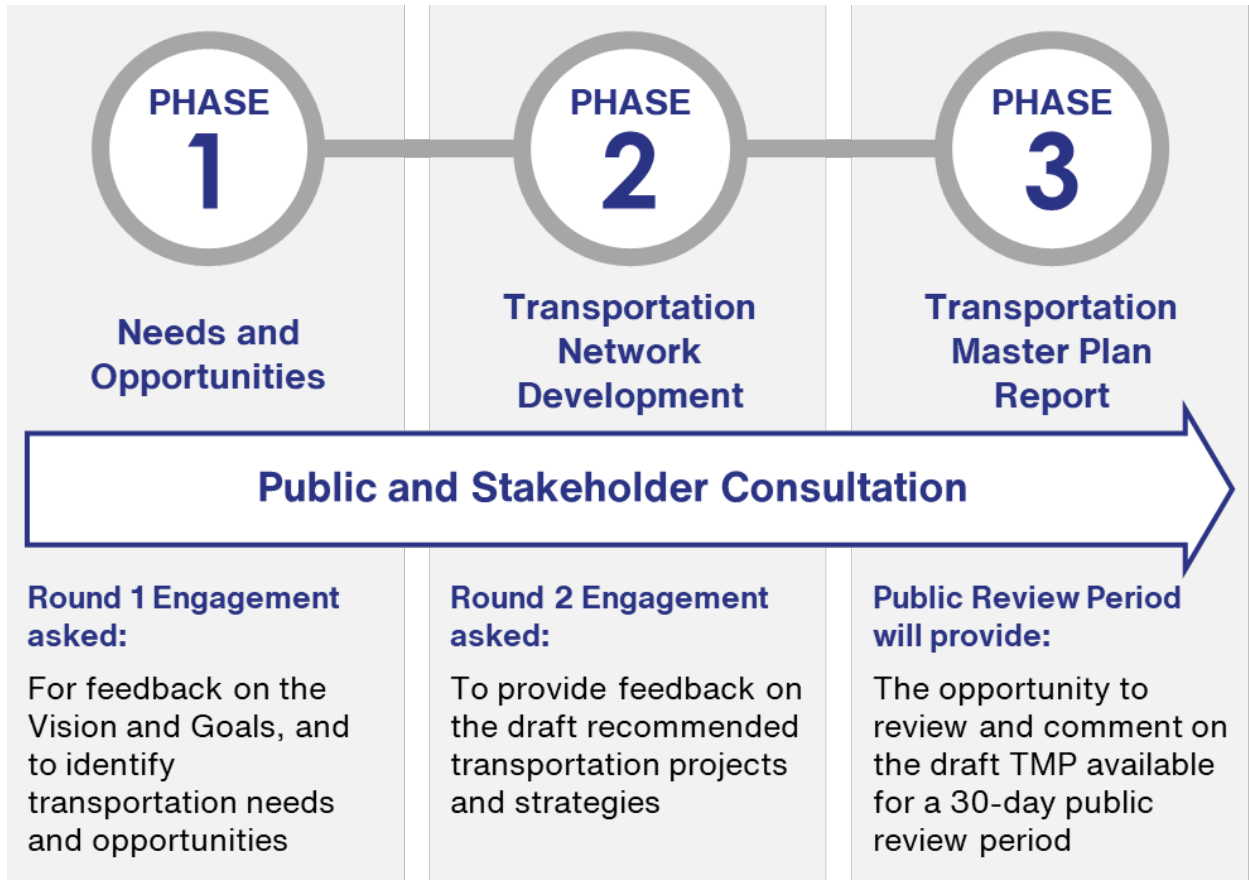 PHASE
1
Needs and
Opportunities
PHASE
2
Transportation
Network
Development
PHASE
3
Transportation
Master Plan
Report
Public and Stakeholder Consultation
Round 1 Engagement
asked:
For feedback on the
Vision and Goals, and
to identify
transportation needs
and opportunities
Round 2 Engagement
asked:
To provide feedback on
the draft recommended
transportation projects
and strategies
Public Review Period
will provide:
The opportunity to
review and comment on
the draft TMP available
for a 30-day public
review period